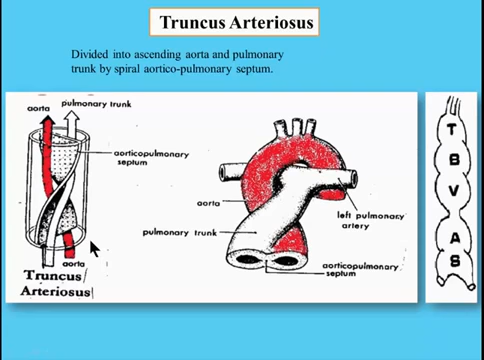 Truncus Arteriosus
Divided into ascending aorta and pulmonary
trunk by spiral aortico-pulmonary septum.
aorta
pulmonary trunk
aorticopulmonary
septum
aorta
Truncus
Arteriosus
aorta
pulmonary trunk
left pulmonacy
artery
aorticopulmonary
septum
T
B
V
A
S